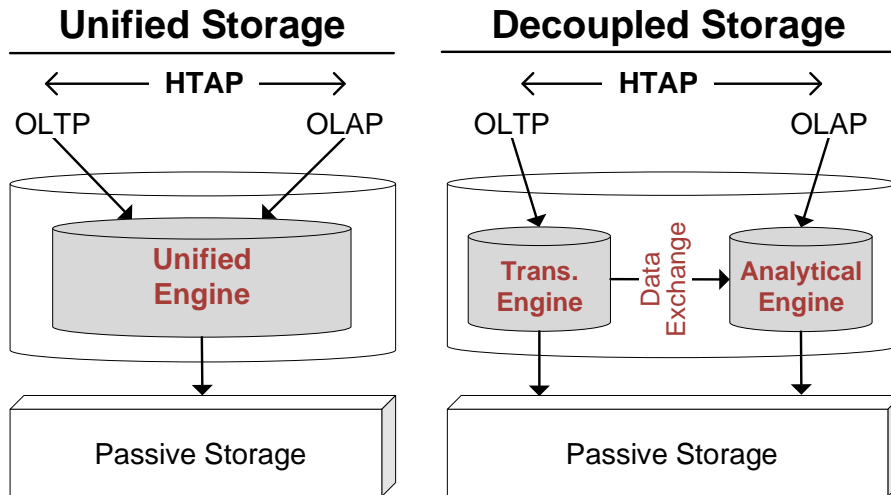 Unified Storage
HTAP
OLTP
OLAP
Unified
Engine
Passive Storage
Decoupled Storage
HTAP
OLTP
OLAP
Trans.
Engine
Data
Exchange
Analytical
Engine
Passive Storage